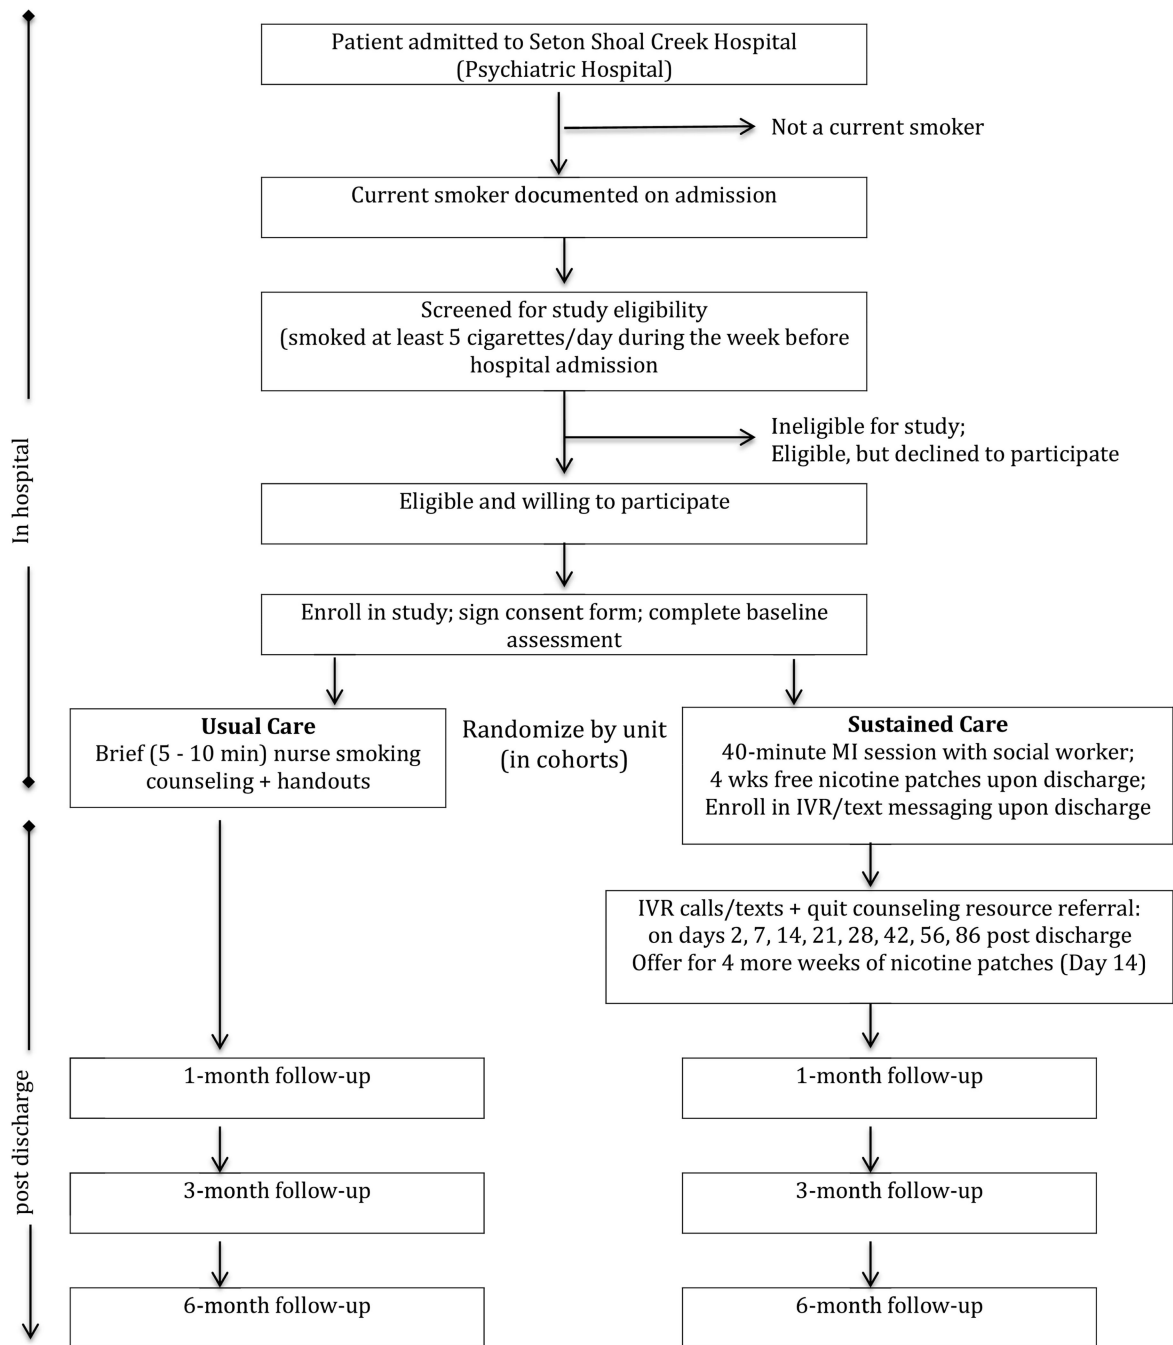 Patient admitted to Seton Shoal Creek Hospital
(Psychiatric Hospital)
Not a current smoker
Current smoker documented on admission
Screened for study eligibility
(smoked at least 5 cigarettes/day during the week before
hospital admission
Ineligible for study;
Eligible, but declined to participate
In hospital
Eligible and willing to participate
Enroll in study; sign consent form; complete baseline
assessment
Usual Care
Brief (5 - 10 min) nurse smoking
counseling + handouts
Randomize by unit
(in cohorts)
Sustained Care
40-minute MI session with social worker;
4 wks free nicotine patches upon discharge;
Enroll in IVR/text messaging upon discharge
IVR calls/texts + quit counseling resource referral:
on days 2, 7, 14, 21, 28, 42, 56, 86 post discharge
Offer for 4 more weeks of nicotine patches (Day 14)
post discharge
1-month follow-up
1-month follow-up
3-month follow-up
3-month follow-up
6-month follow-up
6-month follow-up